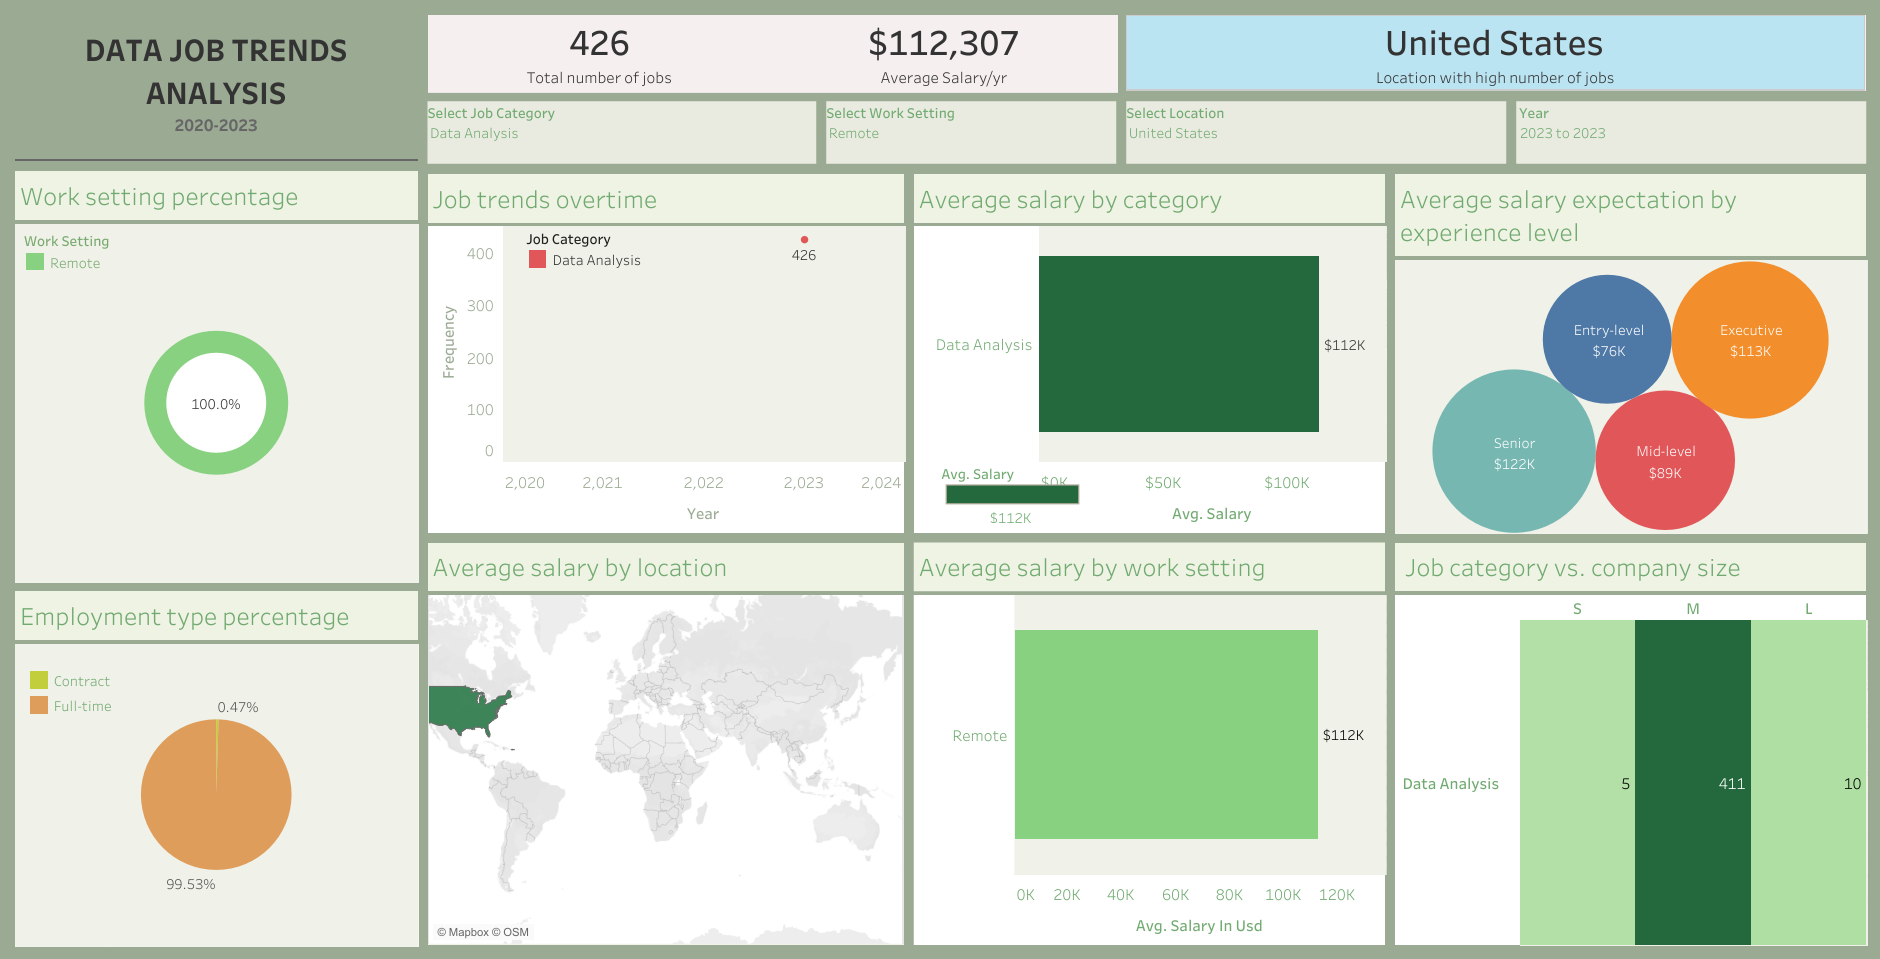 DATA JOB TRENDS
ANALYSIS
2020-2023
426
Total number of jobs
$112,307
Average Salary/yr
United States
Location with high number of jobs
Select Job Category
Data Analysis
Select Work Setting
Remote
Select Location
United States
Year
2023 to 2023
Work setting percentage
Work Setting
Remote
100.0%
Employment type percentage
Contract
Full-time
0.47%
99.53%
Job trends overtime
Job Category
Data Analysis
426
Frequency
400
300
200
100
0
2,020 2,021 2,022 2,023 2,024
Year
Average salary by category
Data Analysis
$112K
$0K $50K $100K
Avg. Salary
Avg. Salary
$112K
Average salary expectation by
experience level
Entry-level
$76K
Executive
$113K
Senior
$122K
Mid-level
$89K
Average salary by location
© Mapbox © OSM
Average salary by work setting
Remote
$112K
0K 20K 40K 60K 80K 100K 120K
Avg. Salary In Usd
Job category vs. company size
S M L
Data Analysis 5 411 10